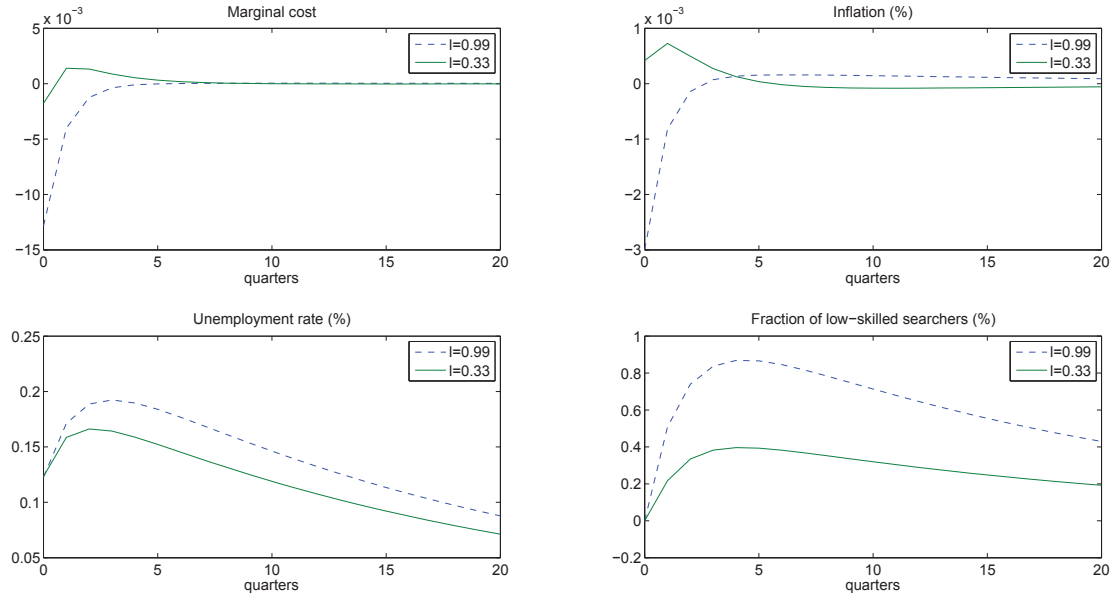 Marginal cost
x 10⁻³
5
0
−5
−10
−15
0 5 10 15 20
quarters
l=0.99
l=0.33
Inflation (%)
x 10⁻³
1
0
−1
−2
−3
0 5 10 15 20
quarters
l=0.99
l=0.33
Unemployment rate (%)
0.25
0.2
0.15
0.1
0.05
0 5 10 15 20
quarters
l=0.99
l=0.33
Fraction of low−skilled searchers (%)
1
0.8
0.6
0.4
0.2
0
−0.2
0 5 10 15 20
quarters
l=0.99
l=0.33